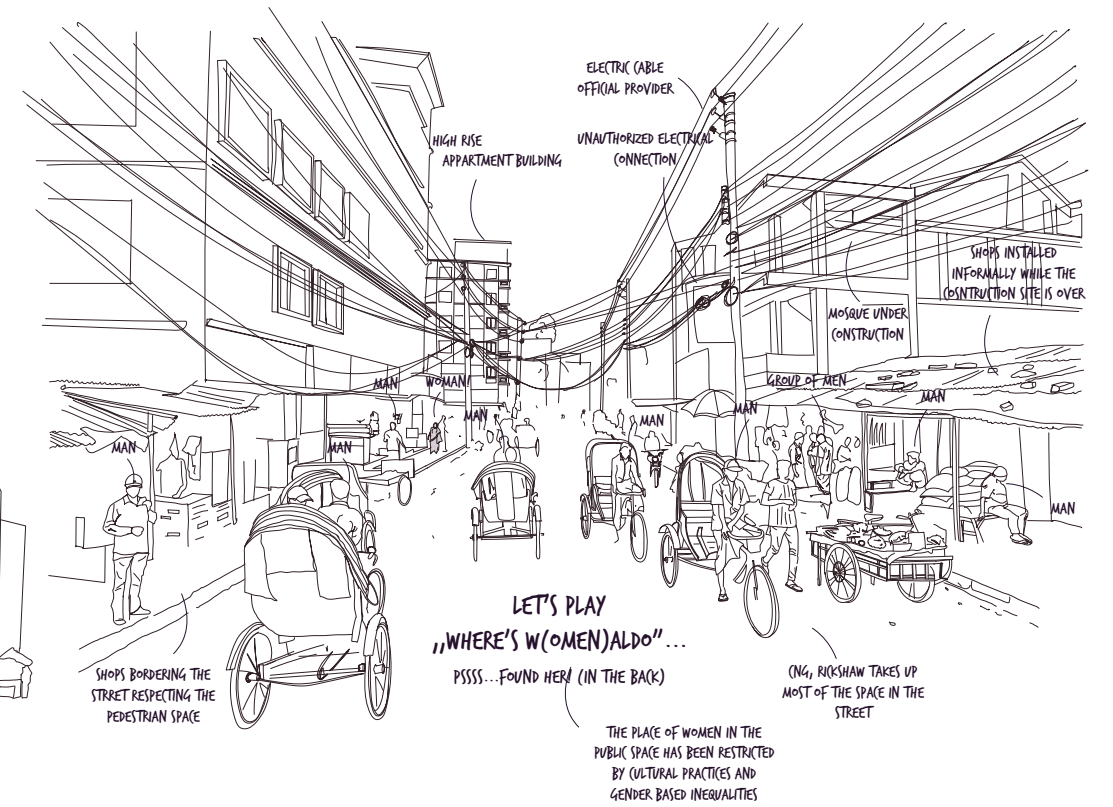 ELECTRIC CABLE
OFFICIAL PROVIDER
HIGH RISE
APPARTMENT BUILDING
UNAUTHORIZED ELECTRICAL
CONNECTION
SHOPS INSTALLED
INFORMALLY WHILE THE
COSNTRUCTION SITE IS OVER
MOSQUE UNDER
CONSTRUCTION
MAN
WOMAN!
MAN
GROUP OF MEN
MAN
MAN
MAN
MAN
MAN
MAN
LET'S PLAY
„WHERE'S W(OMEN)ALDO"...
PSSSS...FOUND HER! (IN THE BACK)
SHOPS BORDERING THE
STRRET RESPECTING THE
PEDESTRIAN SPACE
CNG, RICKSHAW TAKES UP
MOST OF THE SPACE IN THE
STREET
THE PLACE OF WOMEN IN THE
PUBLIC SPACE HAS BEEN RESTRICTED
BY CULTURAL PRACTICES AND
GENDER BASED INEQUALITIES